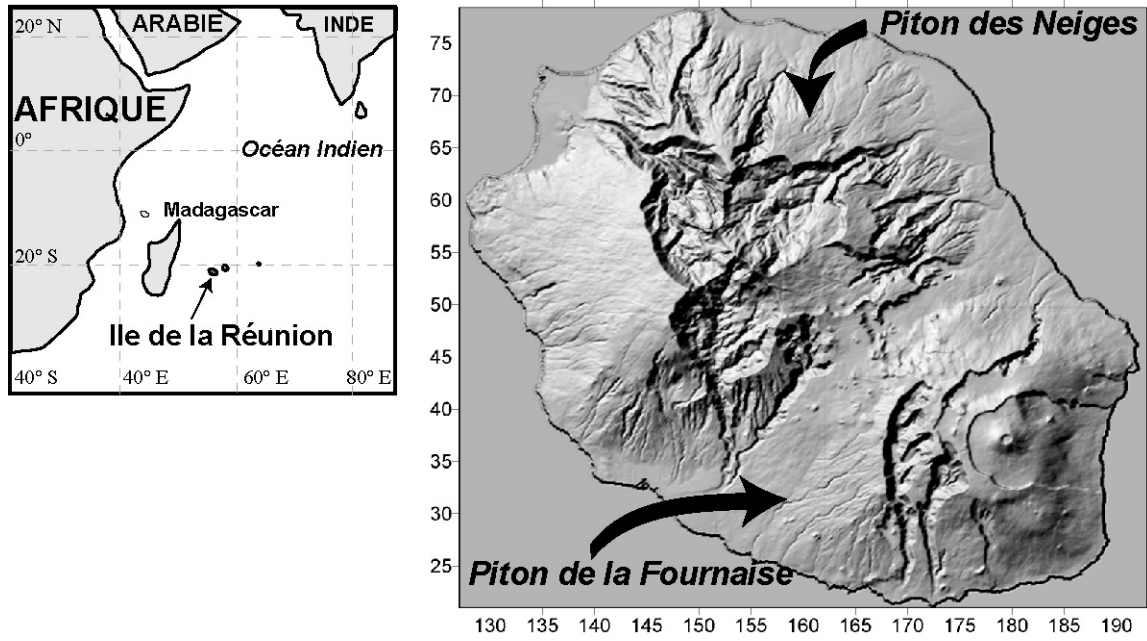 20° N
ARABIE
INDE
AFRIQUE
0°
Océan Indien
Madagascar
20° S
Ile de la Réunion
40° S
40° E
60° E
80° E
Piton des Neiges
75
70
65
60
55
50
45
40
35
30
25
Piton de la Fournaise
130 135 140 145 150 155 160 165 170 175 180 185 190